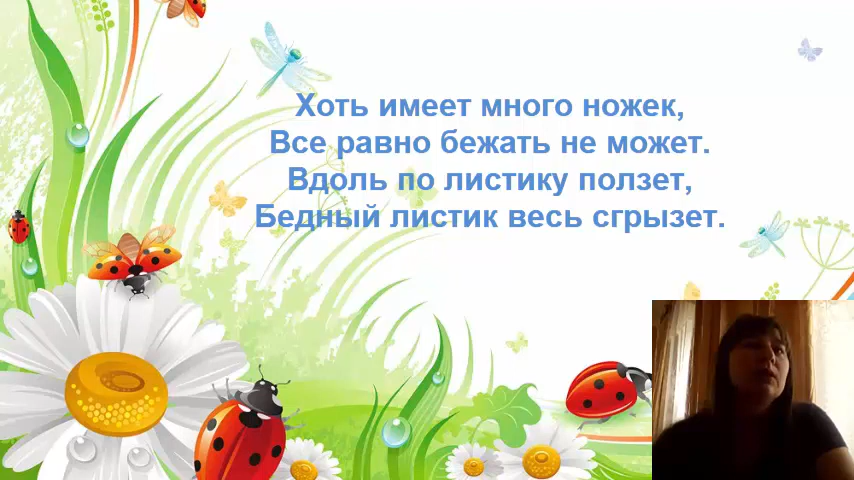 Хоть имеет много ножек,
Все равно бежать не может.
Вдоль по листику ползет,
Бедный листик весь сгрызет.